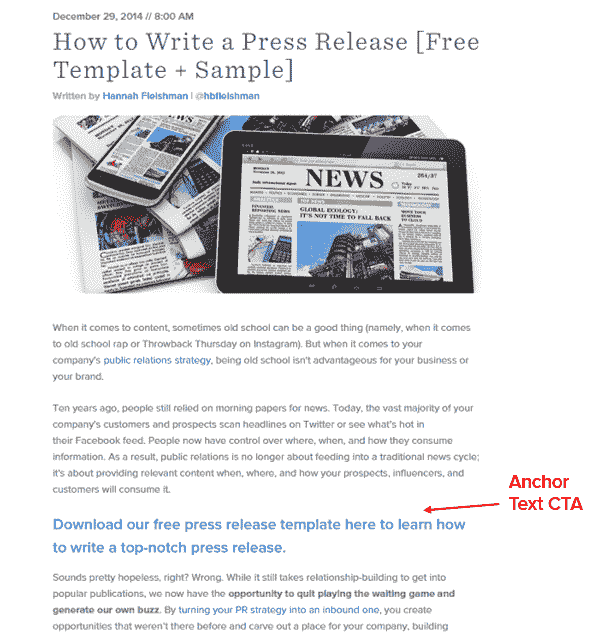 December 29, 2014 // 8:00 AM
How to Write a Press Release [Free
Template + Sample]
Written by Hannah Fleishman | @hbfleishman
NEWS
GLOBAL ECOLOGY:
IT'S NOT TIME TO FALL BACK
When it comes to content, sometimes old school can be a good thing (namely, when it comes
to old school rap or Throwback Thursday on Instagram). But when it comes to your
company's public relations strategy, being old school isn't advantageous for your business or
your brand.
Ten years ago, people still relied on morning papers for news. Today, the vast majority of your
company's customers and prospects scan headlines on Twitter or see what's hot in
their Facebook feed. People now have control over where, when, and how they consume
information. As a result, public relations is no longer about feeding into a traditional news cycle;
it's about providing relevant content when, where, and how your prospects, influencers, and
customers will consume it.
Anchor
Text CTA
Download our free press release template here to learn how
to write a top-notch press release.
Sounds pretty hopeless, right? Wrong. While it still takes relationship-building to get into
popular publications, we now have the opportunity to quit playing the waiting game and
generate our own buzz. By turning your PR strategy into an inbound one, you create
opportunities that weren't there before and carve out a place for your company, building